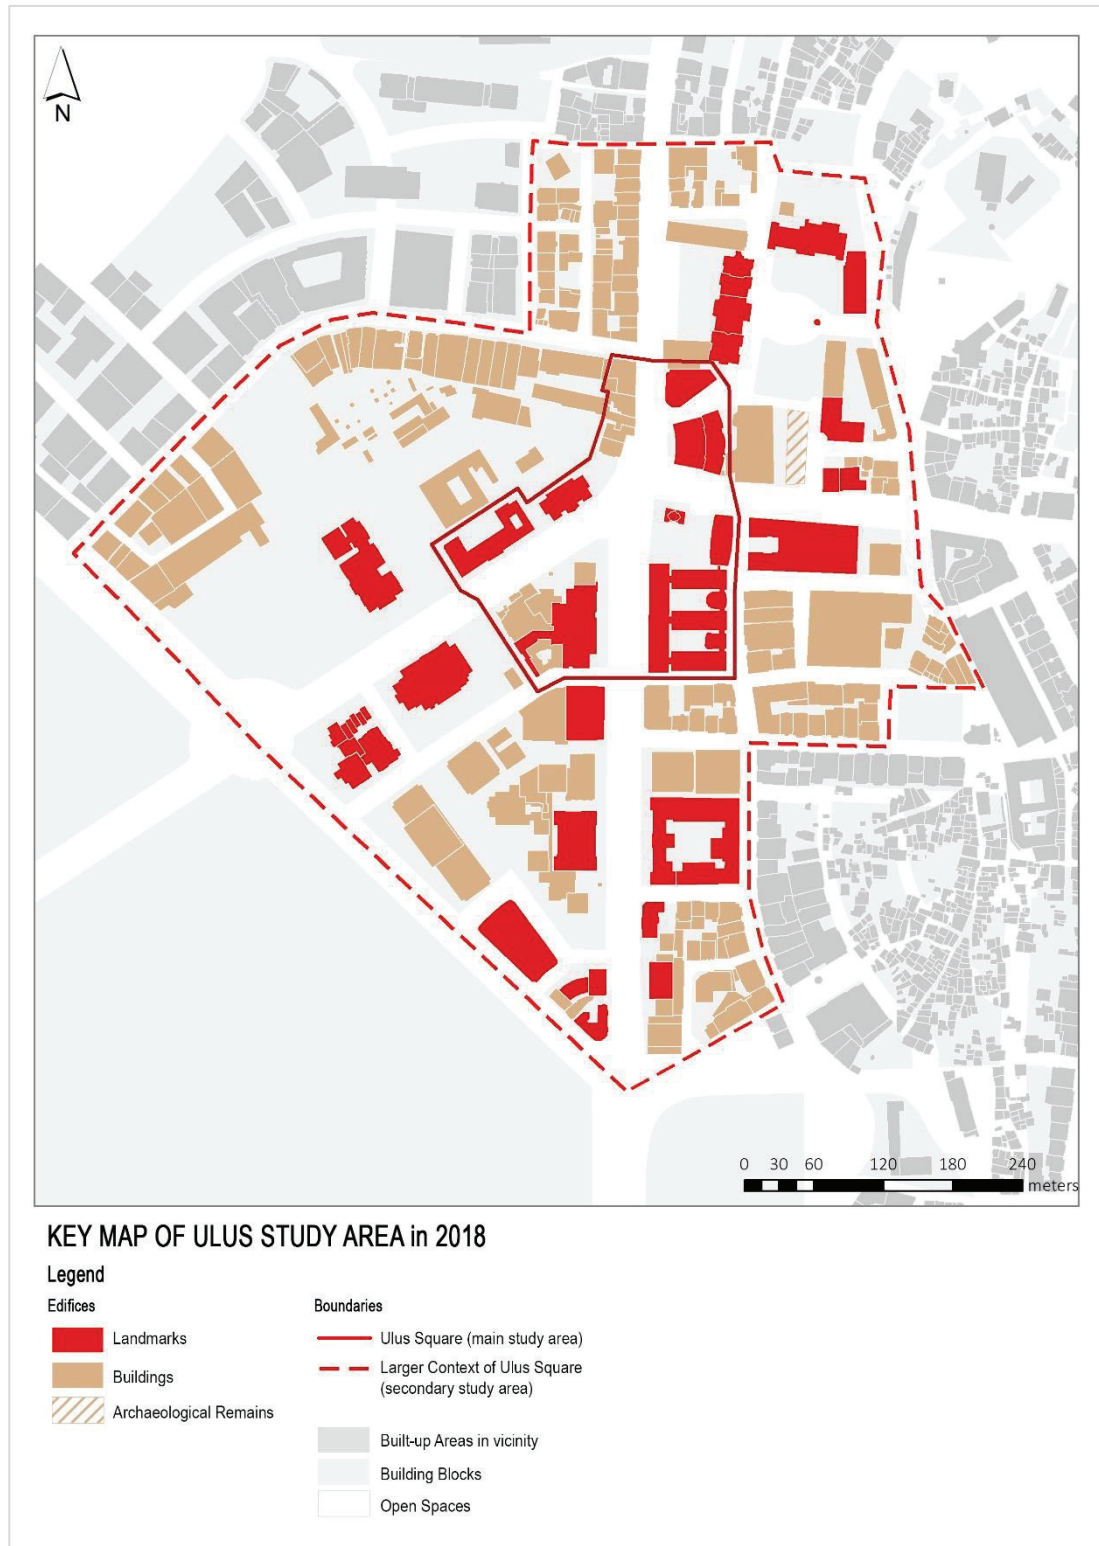 N
0 30 60 120 180 240
meters
KEY MAP OF ULUS STUDY AREA in 2018
Legend
Edifices
Landmarks
Buildings
Archaeological Remains
Boundaries
Ulus Square (main study area)
Larger Context of Ulus Square
(secondary study area)
Built-up Areas in vicinity
Building Blocks
Open Spaces